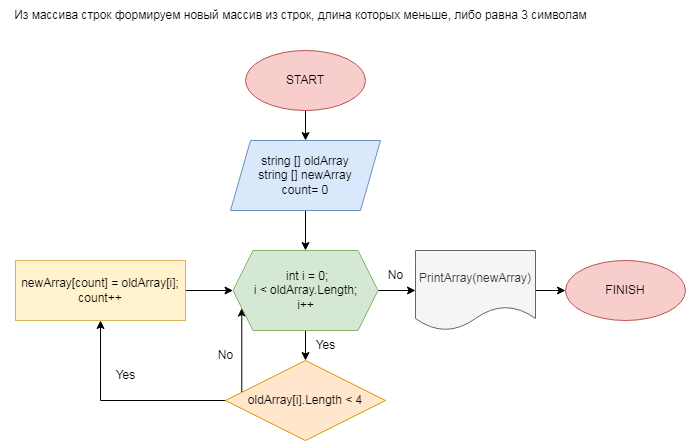 Из массива строк формируем новый массив из строк, длина которых меньше, либо равна 3 символам
START
string [] oldArray
string [] newArray
count= 0
newArray[count] = oldArray[i];
count++
int i = 0;
i < oldArray.Length;
i++
No
PrintArray(newArray)
FINISH
Yes
No
Yes
oldArray[i].Length < 4